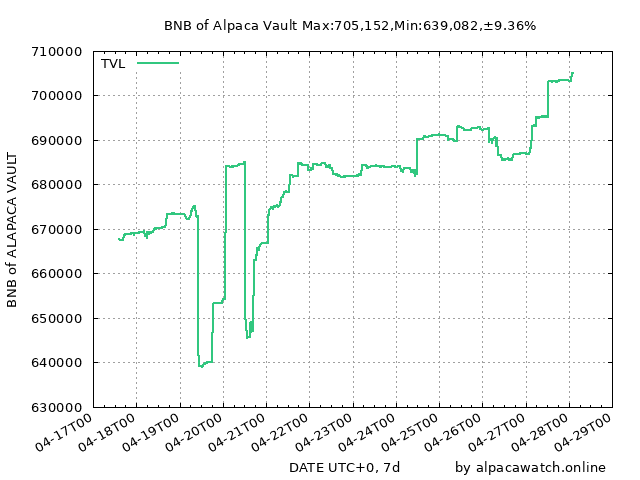 BNB of Alpaca Vault Max:705,152,Min:639,082,±9.36%
TVL
710000
700000
690000
680000
670000
660000
650000
640000
630000
BNB of ALAPACA VAULT
04-17T00
04-18T00
04-19T00
04-20T00
04-21T00
04-22T00
04-23T00
04-24T00
04-25T00
04-26T00
04-27T00
04-28T00
04-29T00
DATE UTC+0, 7d
by alpacawatch.online